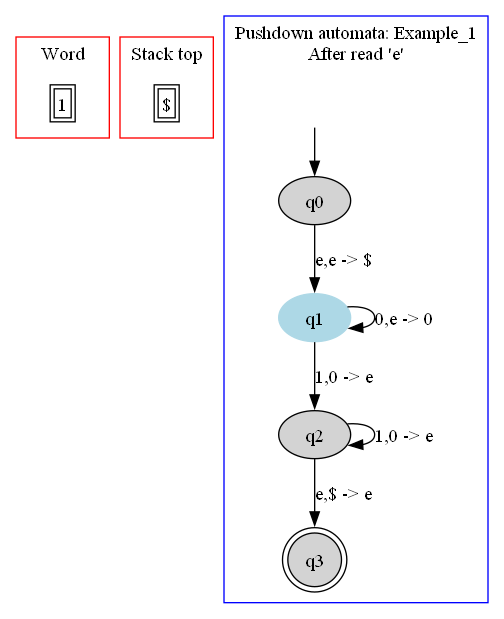 Word
1
Stack top
$
Pushdown automata: Example_1
After read 'e'
q0
e,e -> $
q1
0,e -> 0
1,0 -> e
q2
1,0 -> e
e,$ -> e
q3